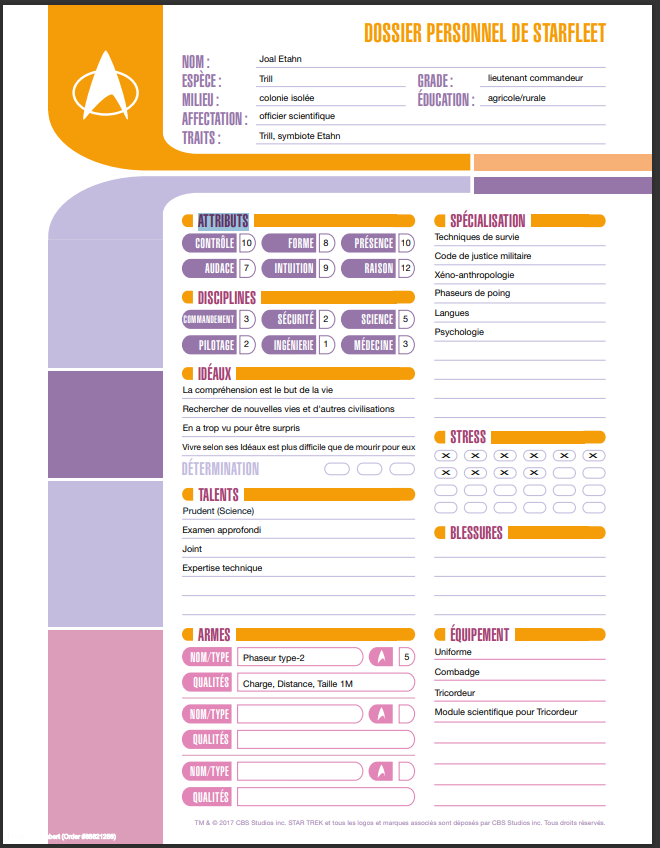 DOSSIER PERSONNEL DE STARFLEET
NOM : Joal Etahn
ESPÈCE : Trill GRADE : lieutenant commandeur
MILIEU : colonie isolée ÉDUCATION : agricole/rurale
AFFECTATION : officier scientifique
TRAITS : Trill, symbiote Etahn
ATTRIBUTS
CONTRÔLE 10 FORME 8 PRÉSENCE 10
AUDACE 7 INTUITION 9 RAISON 12
DISCIPLINES
COMMANDEMENT 3 SÉCURITÉ 2 SCIENCE 5
PILOTAGE 2 INGÉNIERIE 1 MÉDECINE 3
IDÉAUX
La compréhension est le but de la vie
Rechercher de nouvelles vies et d'autres civilisations
En a trop vu pour être surpris
Vivre selon ses Idéaux est plus difficile que de mourir pour eux
DÉTERMINATION
TALENTS
Prudent (Science)
Examen approfondi
Joint
Expertise technique
ARMES
NOM/TYPE Phaseur type-2 5
QUALITÉS Charge, Distance, Taille 1M
NOM/TYPE
QUALITÉS
NOM/TYPE
QUALITÉS
SPÉCIALISATION
Techniques de survie
Code de justice militaire
Xéno-anthropologie
Phaseurs de poing
Langues
Psychologie
STRESS
X X X X X X
X X X X
BLESSURES
ÉQUIPEMENT
Uniforme
Combadge
Tricordeur
Module scientifique pour Tricordeur
TM & © 2017 CBS Studios inc. STAR TREK et tous les logos et marques associés sont déposés par CBS Studios Inc. Tous droits réservés.